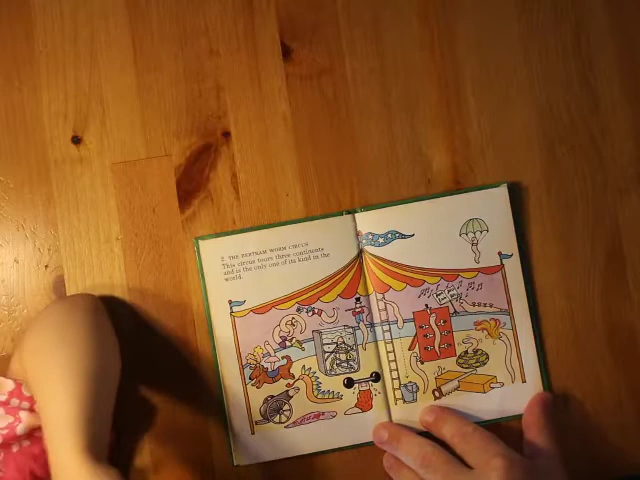 2. THE BERTRAM WORM CIRCUS
This circus tours three continents
and is the only one of its kind in the
world.